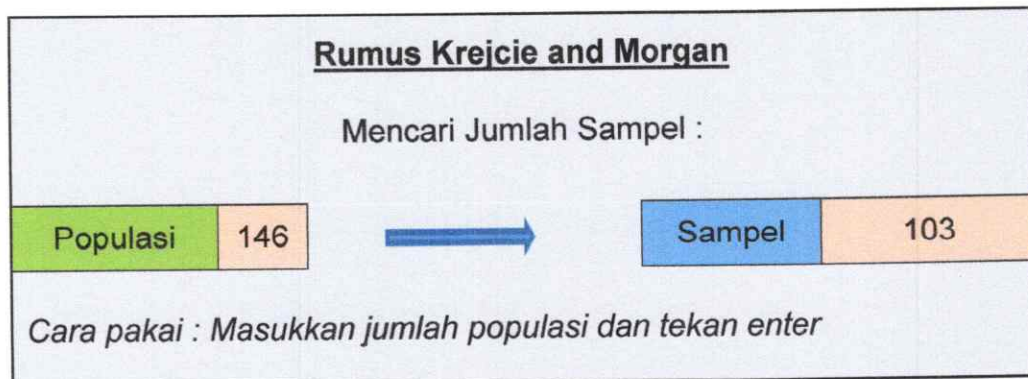 Rumus Krejcie and Morgan
Mencari Jumlah Sampel :
Populasi 146 Sampel 103
Cara pakai : Masukkan jumlah populasi dan tekan enter